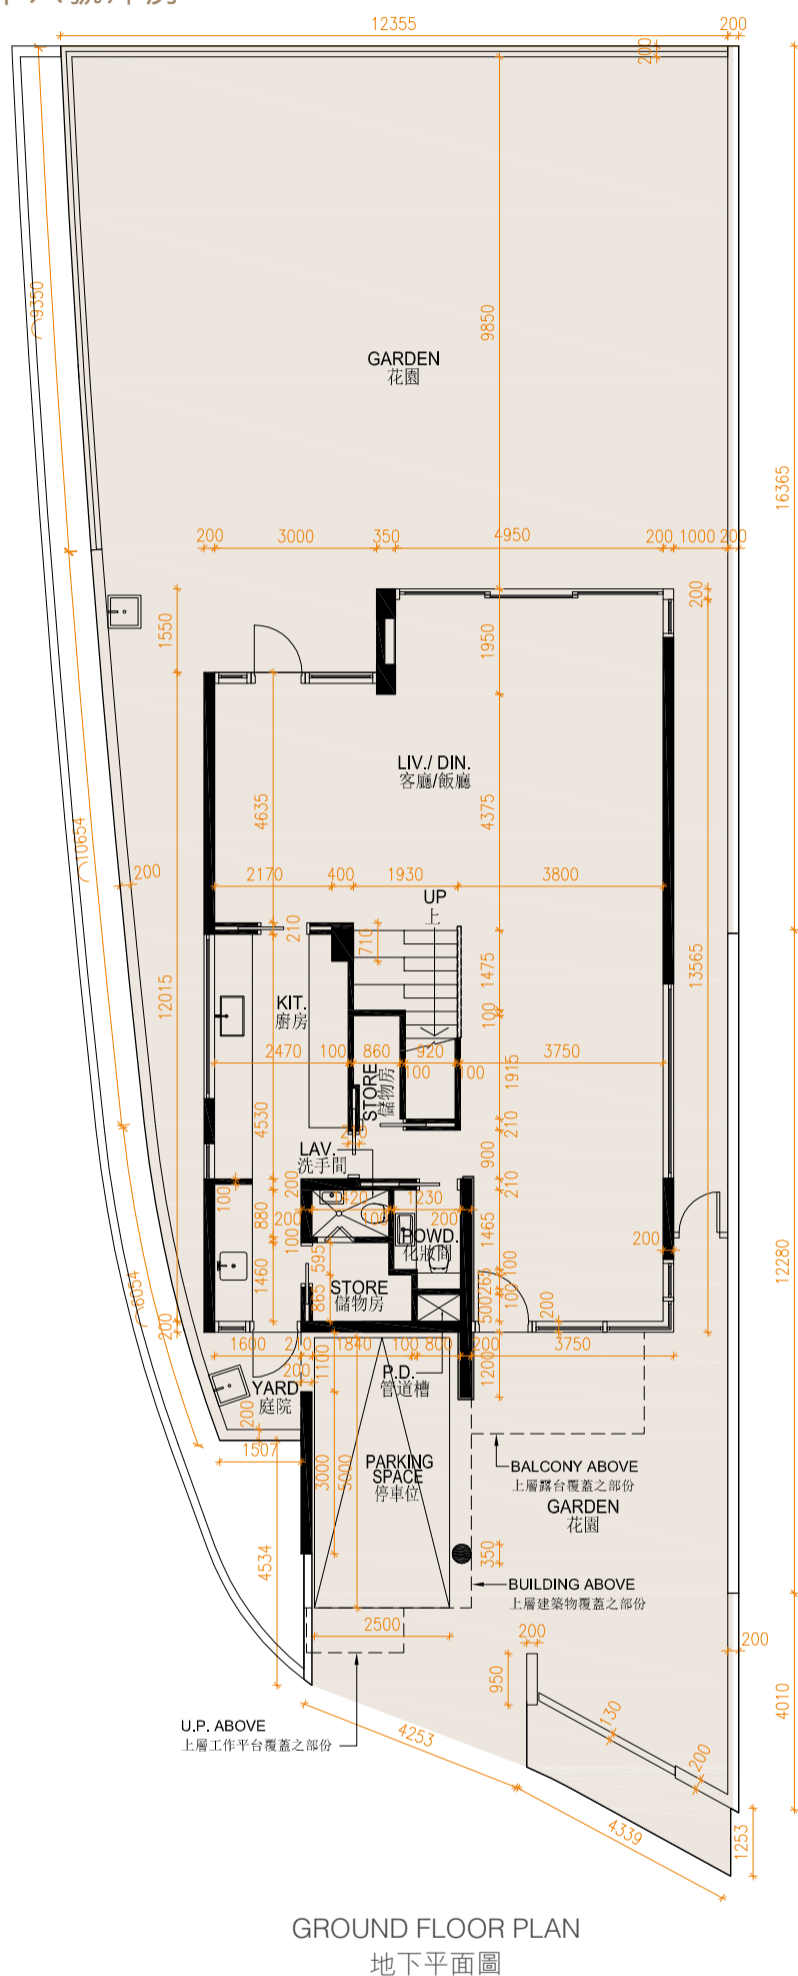 12355
200
200
9350
9850
GARDEN
花園
16365
200 3000 350 4950 200 1000 200
200
1550
1950
LIV./ DIN.
客廳/飯廳
4635
4375
10654
200
2170 400 1930 3800
UP
上
210
710
13565
12015
1475
KIT.
廚房
100
2470 100 860 920 3750
100 100
STORE
儲物房
1915
4530
210
210
LAV.
洗手間
900
200
210
100
880
1420 1230
200 100 200
POWD.
化妝間
1465
200
100
595
1460
12280
100
265
STORE
儲物房
865
500
100
200
6054
200
1600 210 1840 100 800 200 3750
200
1100
1200
P.D.
管道槽
YARD
庭院
200
1507
PARKING
SPACE
停車位
3000
5000
BALCONY ABOVE
上層露台覆蓋之部份
GARDEN
花園
350
4534
BUILDING ABOVE
上層建築物覆蓋之部份
2500
200
200
950
4010
U.P. ABOVE
上層工作平台覆蓋之部份
4253
130
200
4339
1253
GROUND FLOOR PLAN
地下平面圖